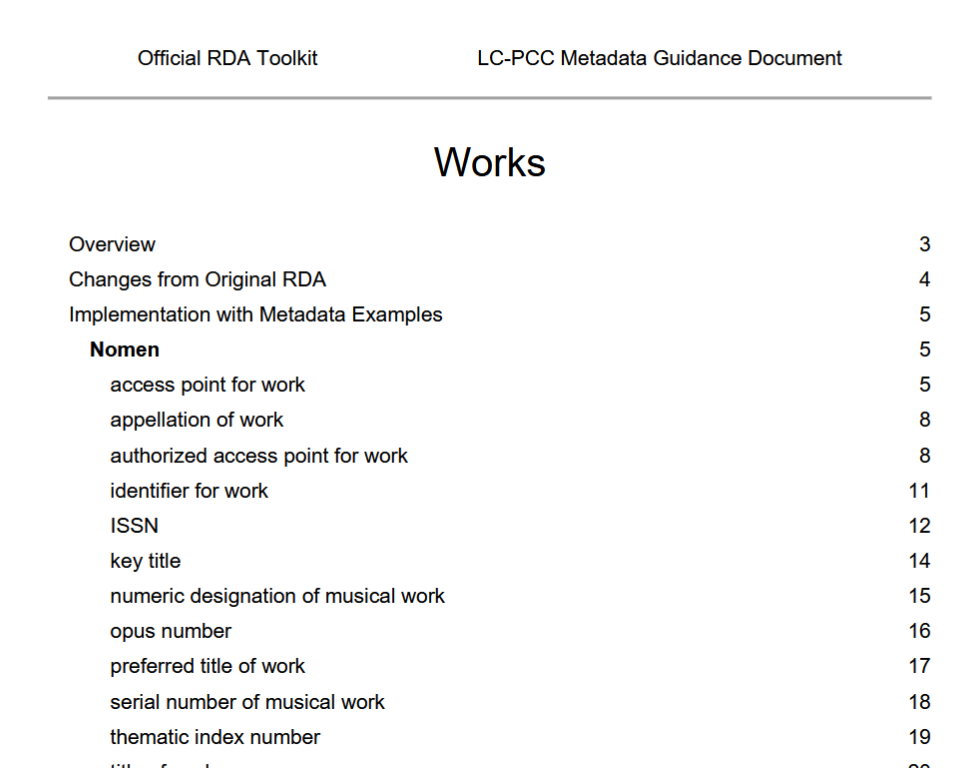 Official RDA Toolkit LC-PCC Metadata Guidance Document
Works
Overview 3
Changes from Original RDA 4
Implementation with Metadata Examples 5
Nomen 5
access point for work 5
appellation of work 8
authorized access point for work 8
identifier for work 11
ISSN 12
key title 14
numeric designation of musical work 15
opus number 16
preferred title of work 17
serial number of musical work 18
thematic index number 19